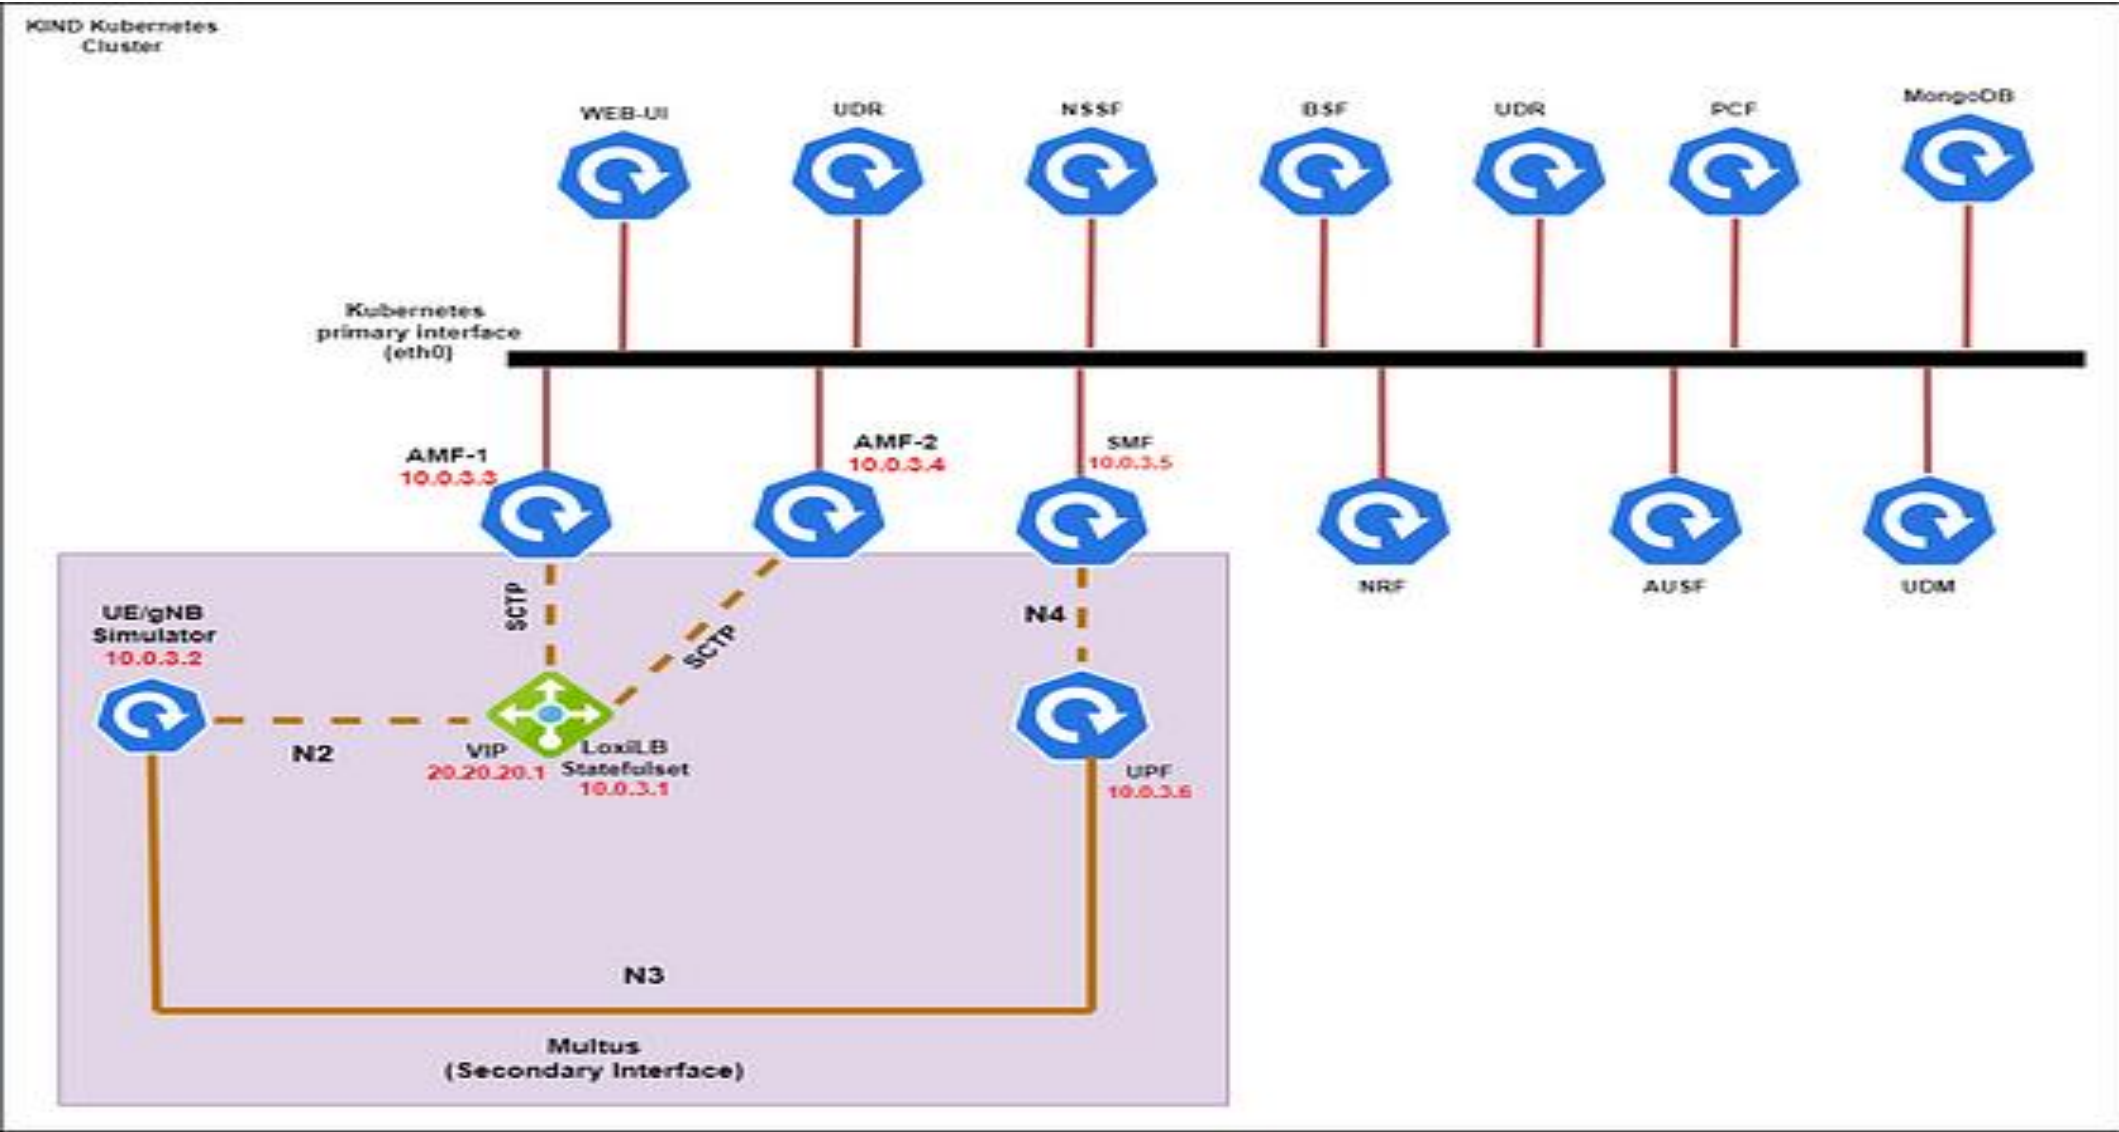 KIND Kubernetes
Cluster
WEB-UI
UDR
NSSF
BSF
UDR
PCF
MongoDB
Kubernetes
primary interface
(eth0)
AMF-1
10.0.3.3
AMF-2
10.0.3.4
SMF
10.0.3.5
NRF
AUSF
UDM
UE/gNB
Simulator
10.0.3.2
SCTP
SCTP
N4
N2
VIP
20.20.20.1
LoxiLB
Statefulset
10.0.3.1
UPF
10.0.3.6
N3
Multus
(Secondary Interface)